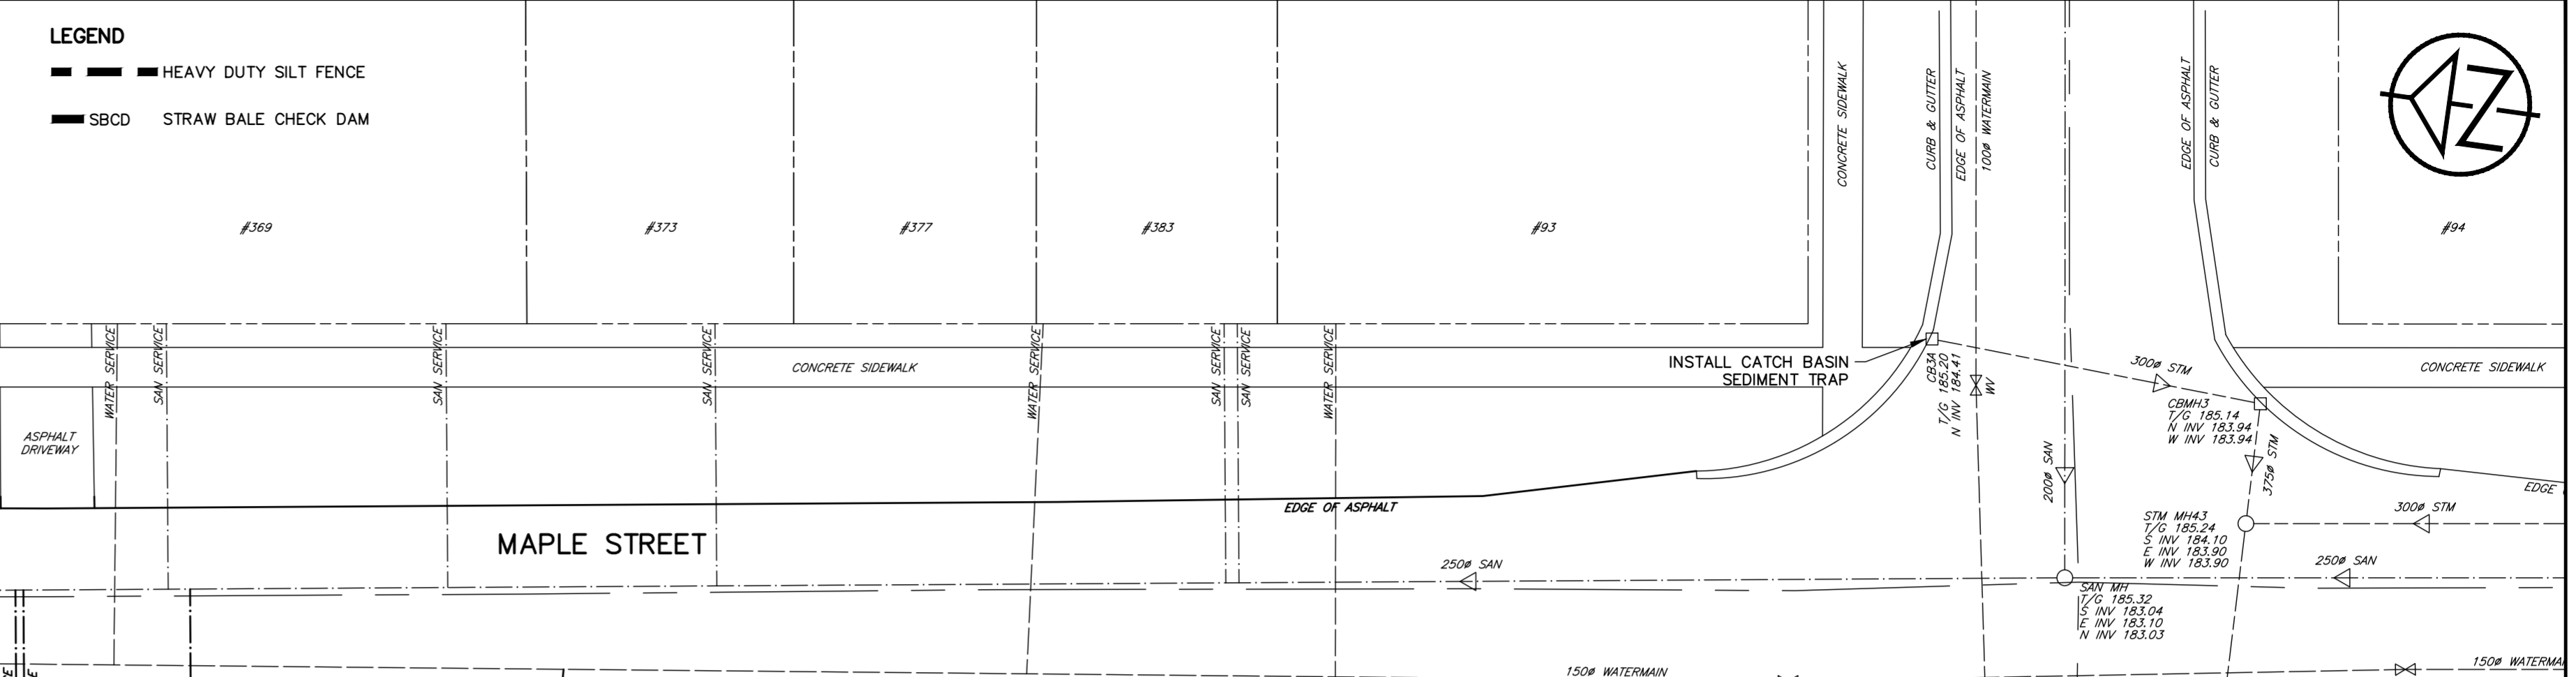 LEGEND
HEAVY DUTY SILT FENCE
SBCD STRAW BALE CHECK DAM
#369
#373
#377
#383
#93
#94
CONCRETE SIDEWALK
CURB & GUTTER
EDGE OF ASPHALT
100ø WATERMAIN
EDGE OF ASPHALT
CURB & GUTTER
N
WATER SERVICE
SAN SERVICE
SAN SERVICE
SAN SERVICE
WATER SERVICE
SAN SERVICE
SAN SERVICE
WATER SERVICE
CONCRETE SIDEWALK
INSTALL CATCH BASIN
SEDIMENT TRAP
CB3A
T/G 185.20
N INV 184.41
WV
300ø STM
CONCRETE SIDEWALK
CBMH3
T/G 185.14
N INV 183.94
W INV 183.94
375ø STM
ASPHALT
DRIVEWAY
200ø SAN
EDGE
EDGE OF ASPHALT
300ø STM
STM MH43
T/G 185.24
S INV 184.10
E INV 183.90
W INV 183.90
MAPLE STREET
250ø SAN
250ø SAN
SAN MH
T/G 185.32
S INV 183.04
E INV 183.10
N INV 183.03
150ø WATERMAIN
150ø WATERMAI